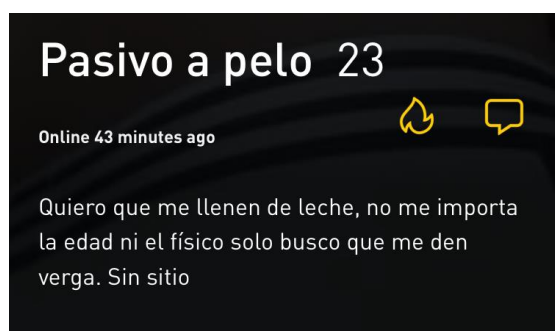 Pasivo a pelo 23
Online 43 minutes ago
Quiero que me llenen de leche, no me importa
la edad ni el físico solo busco que me den
verga. Sin sitio